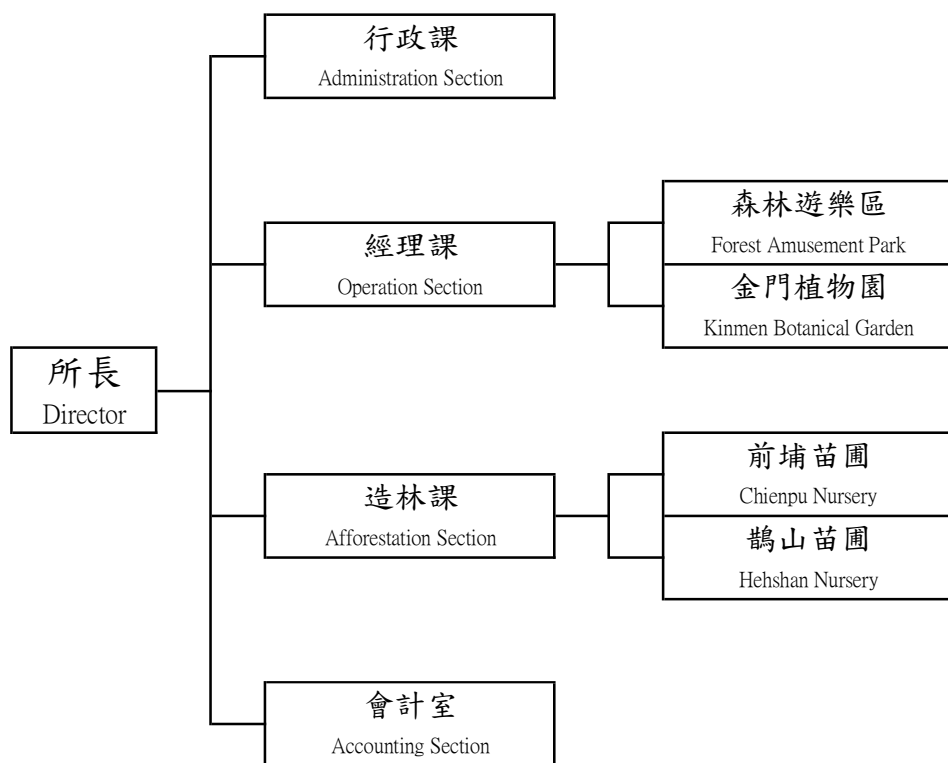 行政課
Administration Section
經理課
Operation Section
森林遊樂區
Forest Amusement Park
金門植物園
Kinmen Botanical Garden
所長
Director
造林課
Afforestation Section
前埔苗圃
Chienpu Nursery
鵲山苗圃
Hehshan Nursery
會計室
Accounting Section